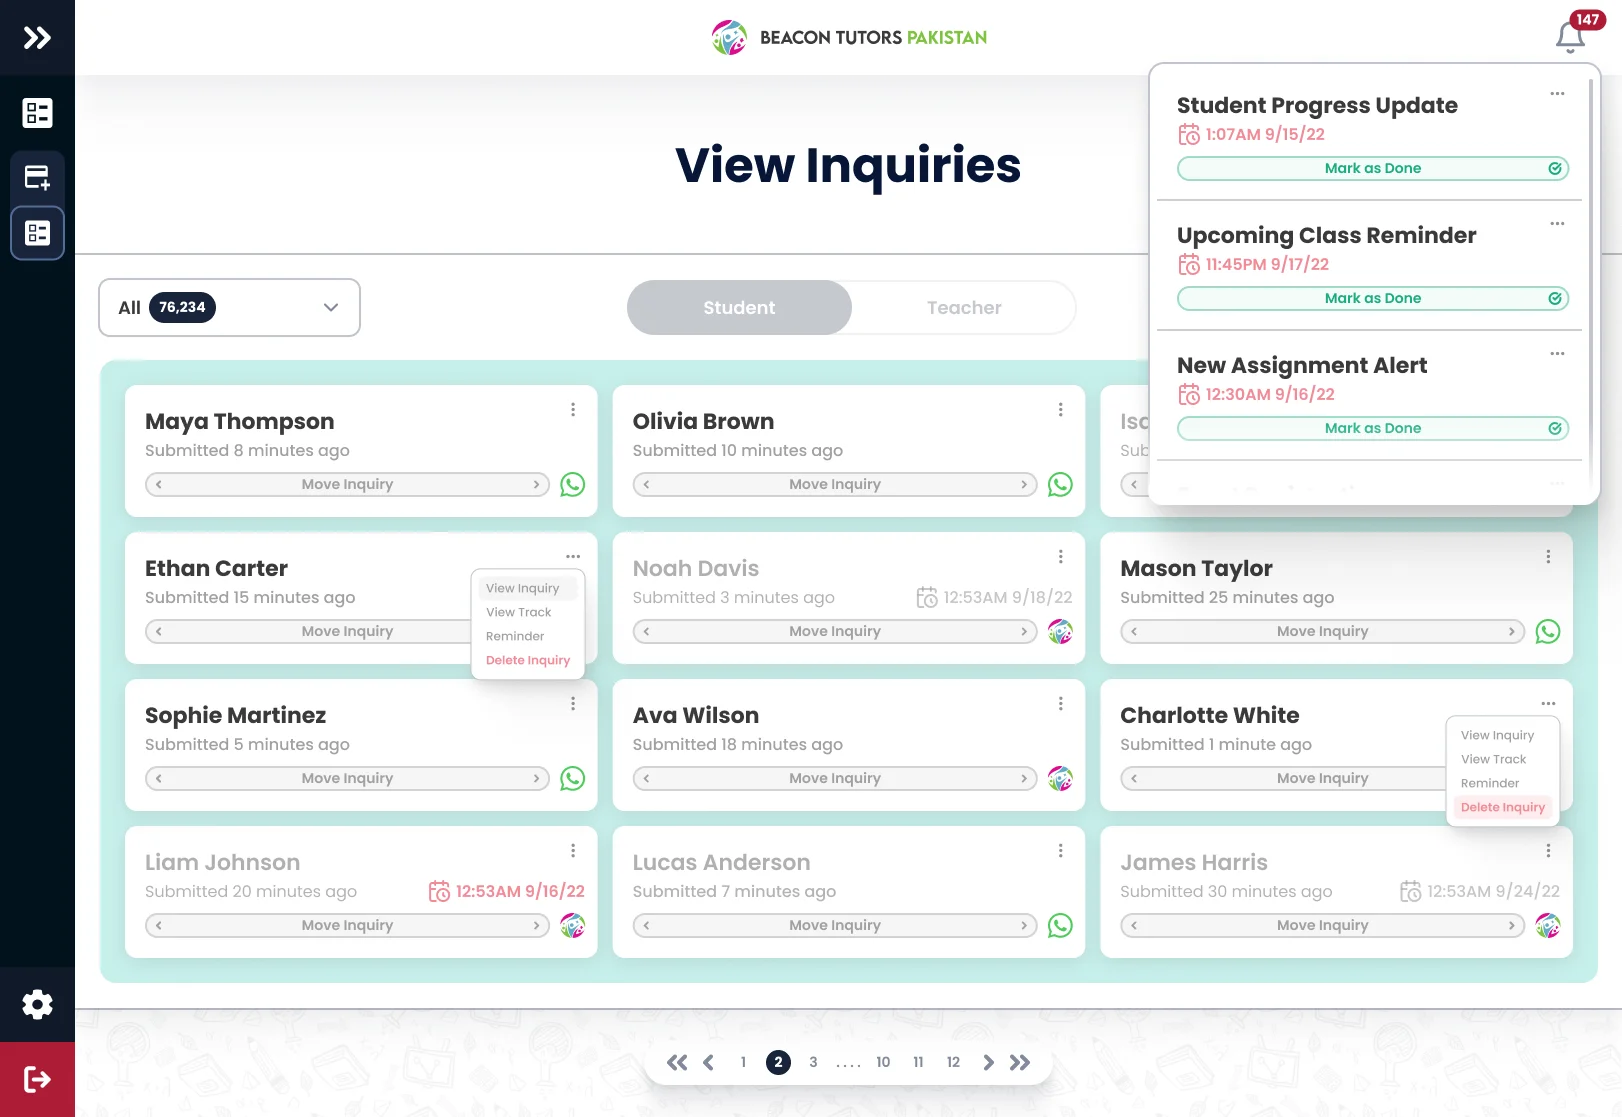 BEACON TUTORS PAKISTAN
147
View Inquiries
Student Progress Update
1:07AM 9/15/22
Mark as Done
Upcoming Class Reminder
11:45PM 9/17/22
Mark as Done
New Assignment Alert
12:30AM 9/16/22
Mark as Done
All 76,234
Student
Teacher
Maya Thompson
Submitted 8 minutes ago
Move Inquiry
Olivia Brown
Submitted 10 minutes ago
Move Inquiry
Ethan Carter
Submitted 15 minutes ago
Move Inquiry
View Inquiry
View Track
Reminder
Delete Inquiry
Noah Davis
Submitted 3 minutes ago
12:53AM 9/18/22
Move Inquiry
Mason Taylor
Submitted 25 minutes ago
Move Inquiry
Sophie Martinez
Submitted 5 minutes ago
Move Inquiry
Ava Wilson
Submitted 18 minutes ago
Move Inquiry
Charlotte White
Submitted 1 minute ago
Move Inquiry
View Inquiry
View Track
Reminder
Delete Inquiry
Liam Johnson
Submitted 20 minutes ago
12:53AM 9/16/22
Move Inquiry
Lucas Anderson
Submitted 7 minutes ago
Move Inquiry
James Harris
Submitted 30 minutes ago
12:53AM 9/24/22
Move Inquiry
1 2 3 .... 10 11 12